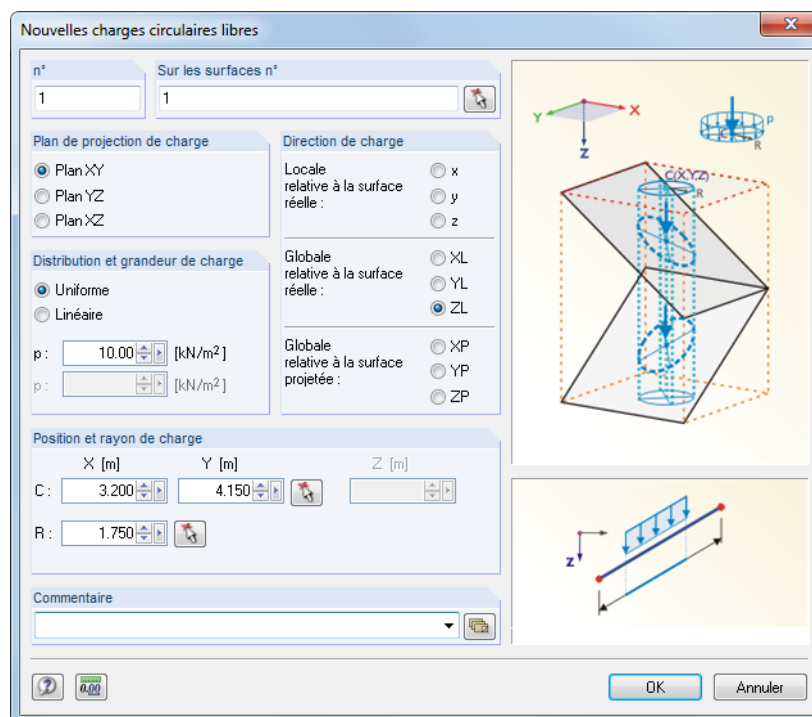 Nouvelles charges circulaires libres
n°
Sur les surfaces n°
1
1
Plan de projection de charge
Plan XY
Plan YZ
Plan XZ
Direction de charge
Locale
relative à la surface
réelle :
x
y
z
Globale
relative à la surface
réelle :
XL
YL
ZL
Globale
relative à la surface
projetée :
XP
YP
ZP
Distribution et grandeur de charge
Uniforme
Linéaire
p : 10.00 [kN/m²]
p : [kN/m²]
Position et rayon de charge
X [m] Y [m] Z [m]
C : 3.200 4.150
R : 1.750
Commentaire
0.00
OK
Annuler
Y X
Z
p
C R
C(X,Y,Z)
R
Z